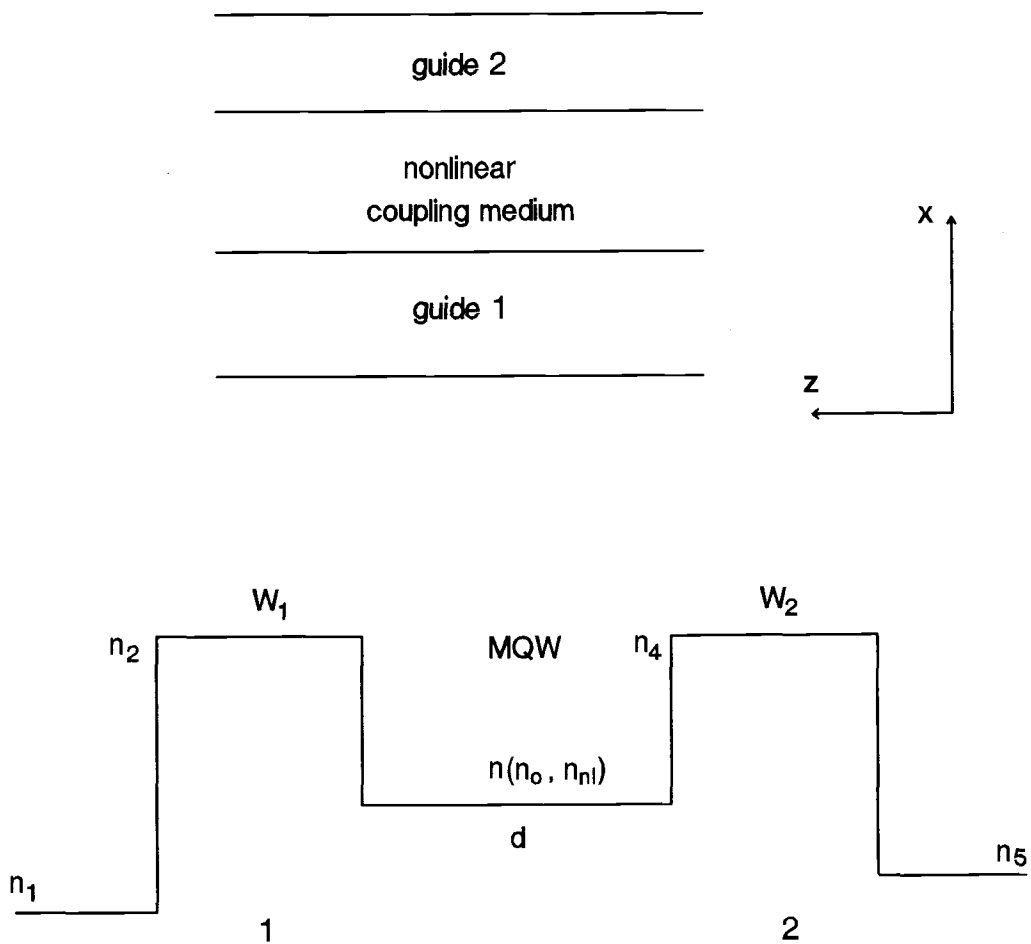 guide 2
nonlinear
coupling medium
x
guide 1
z
W₁
W₂
n₂
MQW
n₄
n(nₒ, nₙₗ)
d
n₅
n₁
1
2